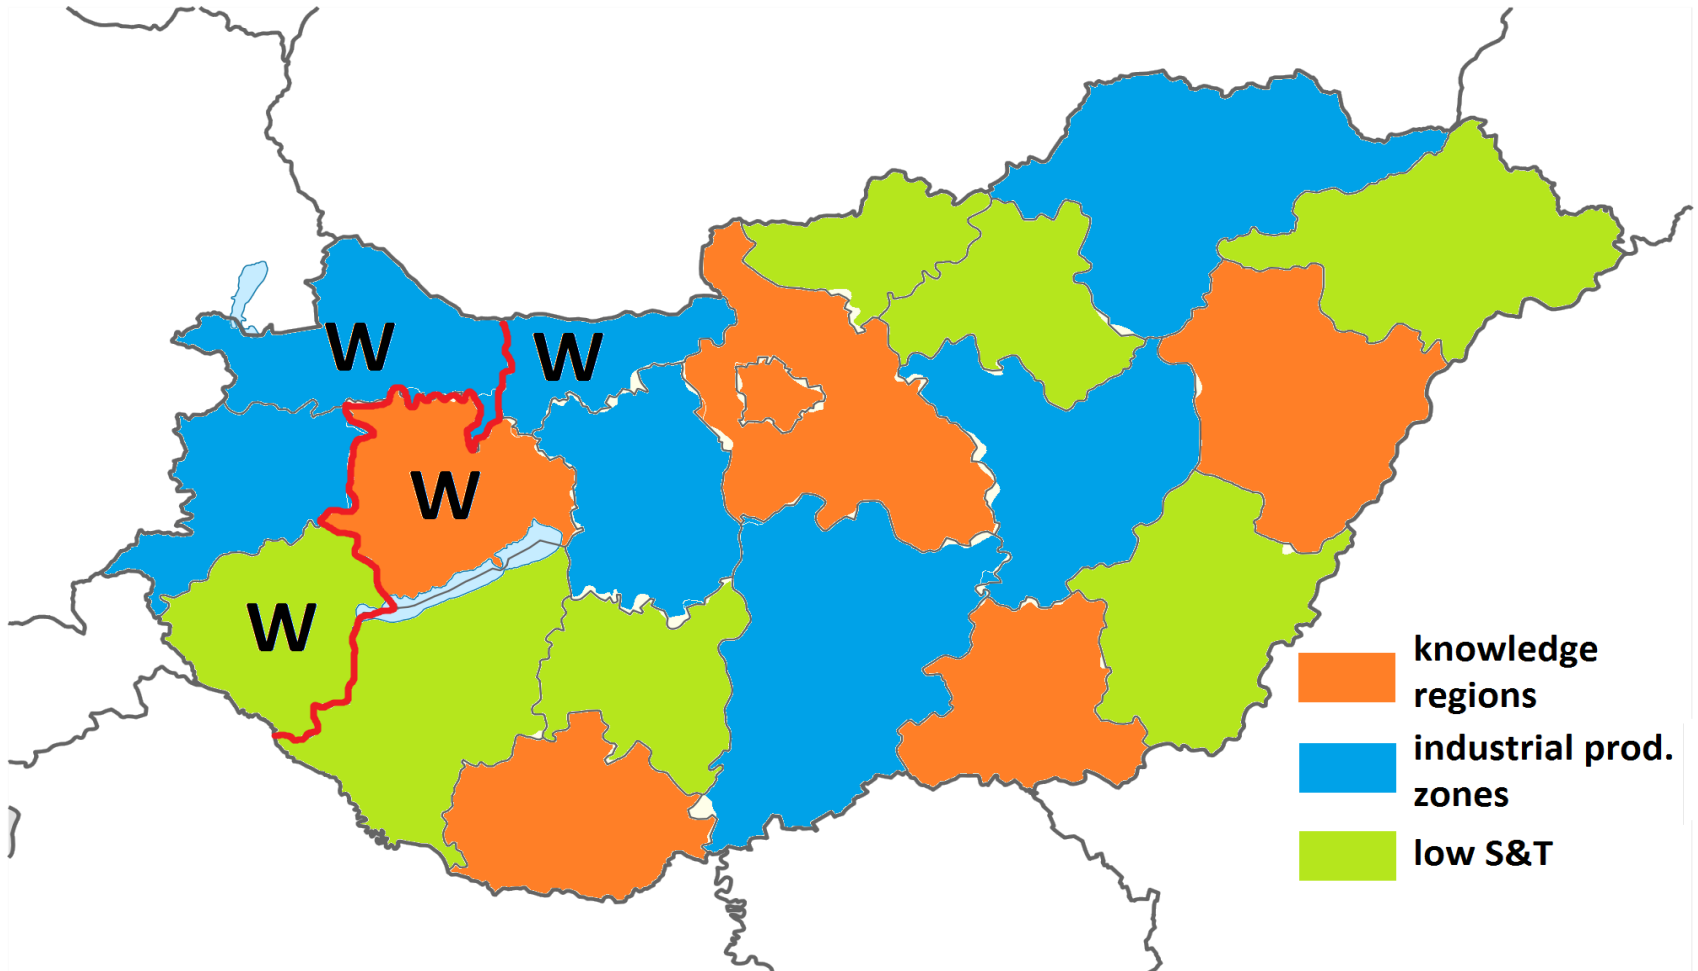 W
W
W
W
knowledge
regions
industrial prod.
zones
low S&T